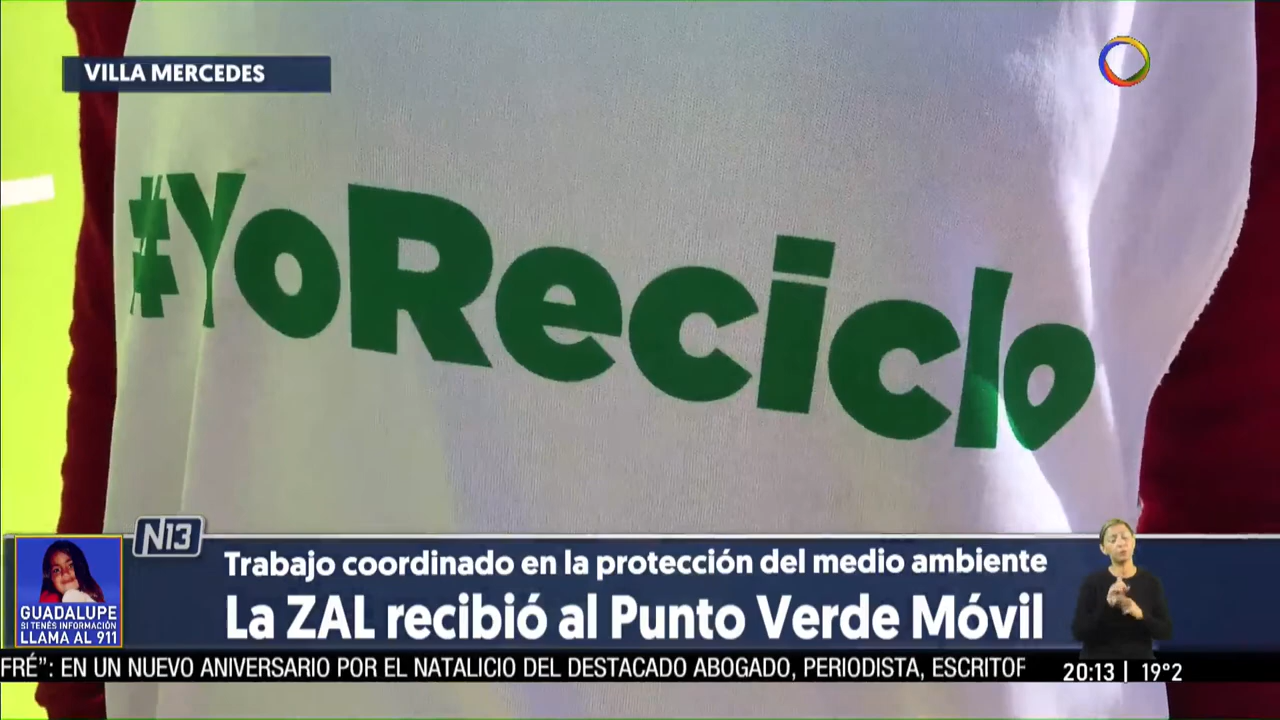 VILLA MERCEDES
#YoReciclo
N13
Trabajo coordinado en la protección del medio ambiente
La ZAL recibió al Punto Verde Móvil
GUADALUPE
SI TENÉS INFORMACIÓN
LLAMA AL 911
FRÉ”: EN UN NUEVO ANIVERSARIO POR EL NATALICIO DEL DESTACADO ABOGADO, PERIODISTA, ESCRITOR
20:13 | 19°2